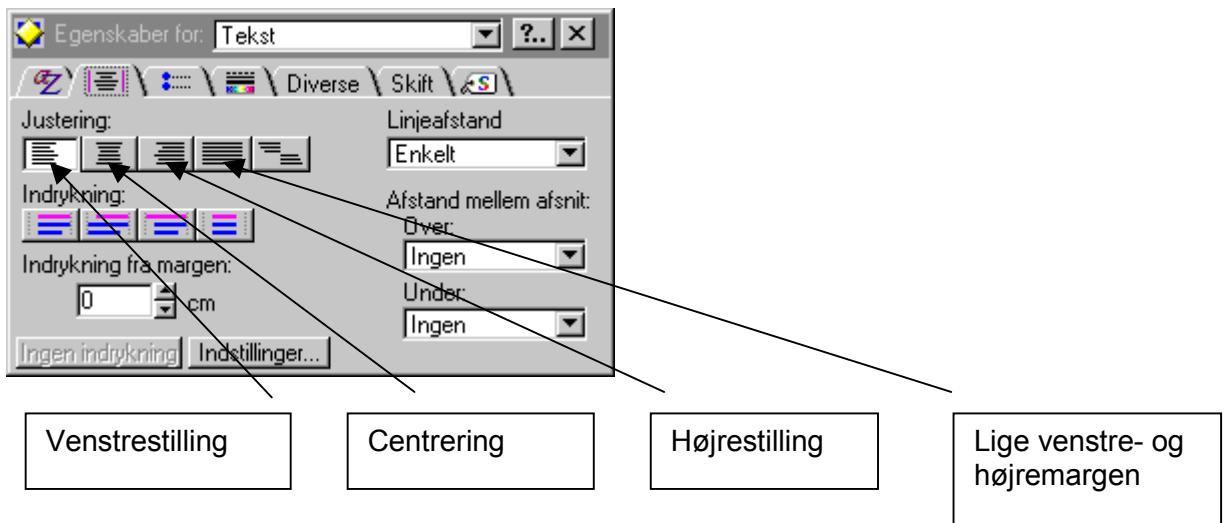 Egenskaber for: Tekst ?..
Diverse Skift S
Justering: Linjeafstand
Enkelt
Indrykning: Afstand mellem afsnit:
Over:
Ingen
Indrykning fra margen:
0 cm Under:
Ingen
Ingen indrykning Indstillinger...
Venstrestilling Centrering Højrestilling Lige venstre- og
højremargen